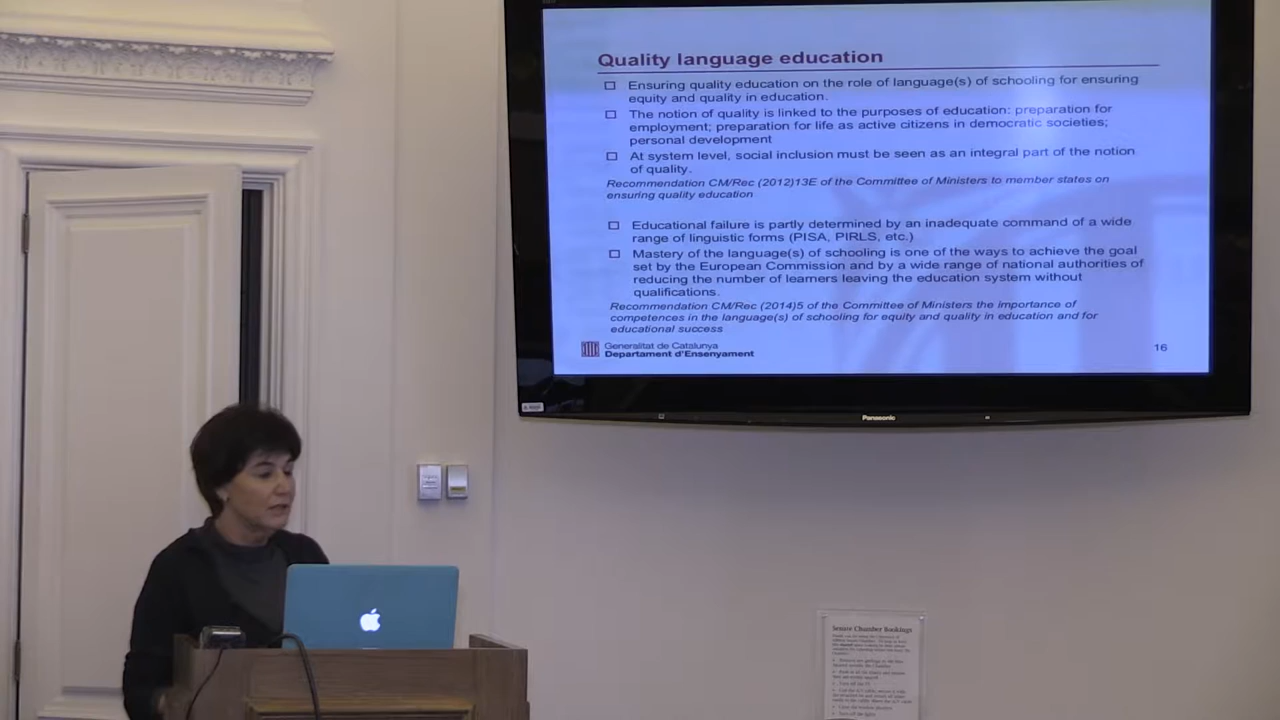 Quality language education
Ensuring quality education on the role of language(s) of schooling for ensuring
equity and quality in education.
The notion of quality is linked to the purposes of education: preparation for
employment; preparation for life as active citizens in democratic societies;
personal development
At system level, social inclusion must be seen as an integral part of the notion
of quality.
Recommendation CM/Rec (2012)13E of the Committee of Ministers to member states on
ensuring quality education
Educational failure is partly determined by an inadequate command of a wide
range of linguistic forms (PISA, PIRLS, etc.)
Mastery of the language(s) of schooling is one of the ways to achieve the goal
set by the European Commission and by a wide range of national authorities of
reducing the number of learners leaving the education system without
qualifications.
Recommendation CM/Rec (2014)5 of the Committee of Ministers the importance of
competences in the language(s) of schooling for equity and quality in education and for
educational success
Generalitat de Catalunya
Departament d'Ensenyament
16
Panasonic
Senate Chamber Bookings